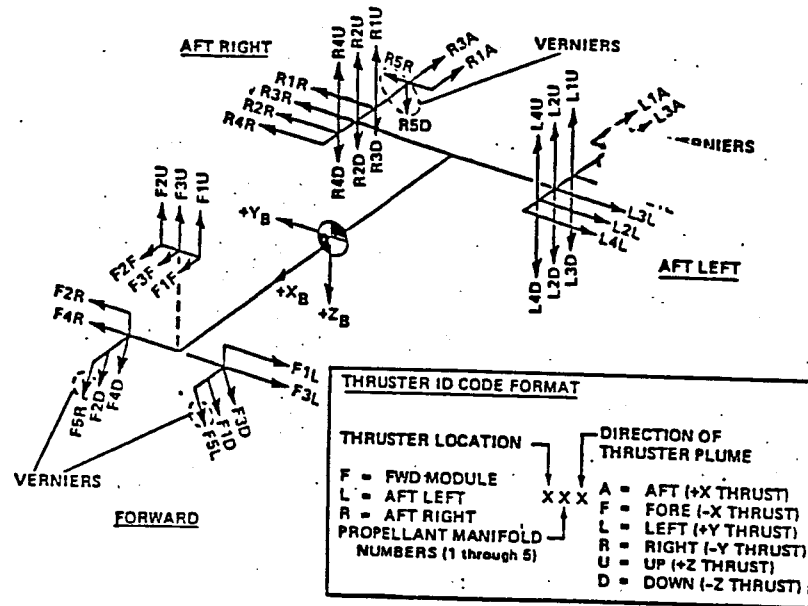 AFT RIGHT
R4U
R2U
R1U
R5R
R3A
R1A
VERNIERS
R1R
R3R
R2R
R4R
R5D
R4D
R2D
R3D
L4U
L2U
L1U
L1A
L3A
ERNIERS
L3L
L2L
L4L
L4D
L2D
L3D
AFT LEFT
F2U
F3U
F1U
F2F
F3F
F1F
+YB
+XB
+ZB
F2R
F4R
F1L
F3L
F5R
F2D
F4D
F3D
F1D
F5L
VERNIERS
FORWARD
THRUSTER ID CODE FORMAT
THRUSTER LOCATION
DIRECTION OF
THRUSTER PLUME
F = FWD MODULE
L = AFT LEFT
R = AFT RIGHT
PROPELLANT MANIFOLD
NUMBERS (1 through 5)
X X X
A = AFT (+X THRUST)
F = FORE (-X THRUST)
L = LEFT (+Y THRUST)
R = RIGHT (-Y THRUST)
U = UP (+Z THRUST)
D = DOWN (-Z THRUST)